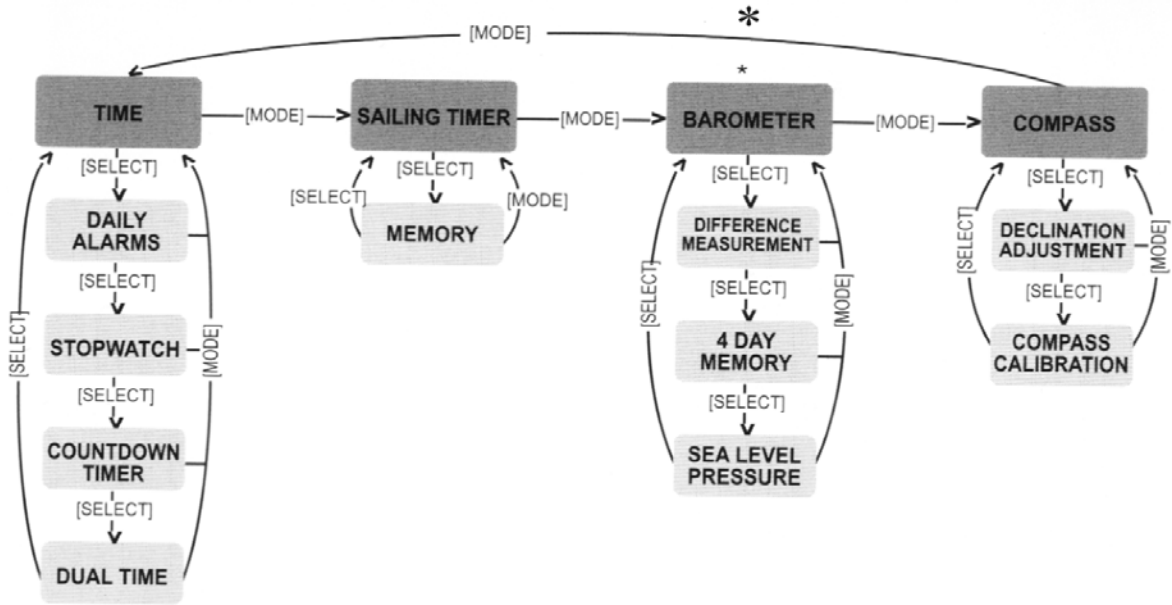 *
[MODE]
*
TIME
[MODE]
SAILING TIMER
[MODE]
BAROMETER
[MODE]
COMPASS
[SELECT]
[SELECT]
[SELECT]
[SELECT]
[SELECT]
[MODE]
DAILY
ALARMS
MEMORY
DIFFERENCE
MEASUREMENT
DECLINATION
ADJUSTMENT
[SELECT]
[MODE]
[SELECT]
[SELECT]
[SELECT]
[SELECT]
[MODE]
[SELECT]
STOPWATCH
[MODE]
4 DAY
MEMORY
COMPASS
CALIBRATION
[SELECT]
[SELECT]
COUNTDOWN
TIMER
SEA LEVEL
PRESSURE
[SELECT]
DUAL TIME